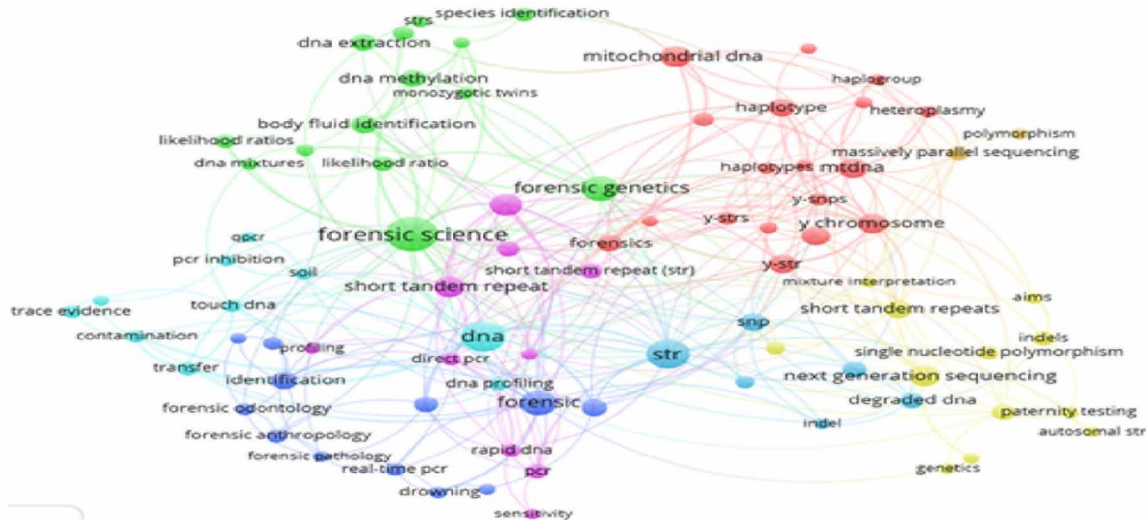 species identification
strs
dna extraction
mitochondrial dna
dna methylation
haplogroup
monozygotic twins
haplotype
heteroplasmy
body fluid identification
polymorphism
likelihood ratios
massively parallel sequencing
dna mixtures
likelihood ratio
haplotypes
mtdna
forensic genetics
y-snps
y-strs
y chromosome
forensic science
qpcr
forensics
pcr inhibition
y-str
soil
short tandem repeat (str)
mixture interpretation
short tandem repeat
aims
touch dna
short tandem repeats
trace evidence
snp
contamination
dna
indels
profiling
str
single nucleotide polymorphism
direct pcr
transfer
identification
next generation sequencing
dna profiling
degraded dna
forensic odontology
forensic
paternity testing
indel
autosomal str
forensic anthropology
rapid dna
forensic pathology
real-time pcr
pcr
genetics
drowning
sensitivity